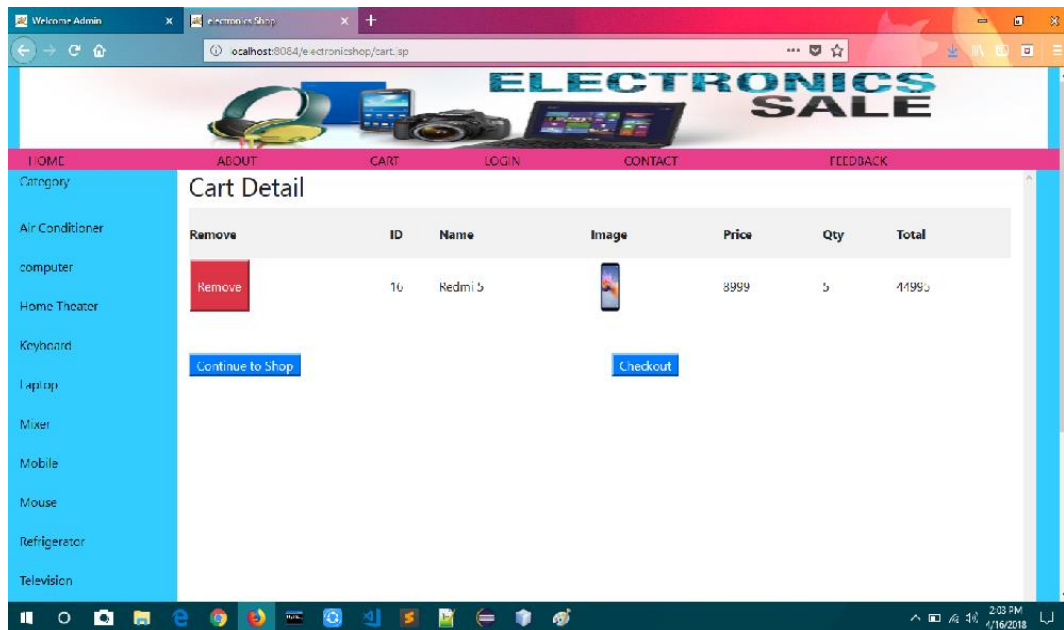 Welcome Admin
electronics Shop
localhost:8084/electronicshop/cart.jsp
ELECTRONICS
SALE
HOME ABOUT CART LOGIN CONTACT FEEDBACK
Category
Cart Detail
Air Conditioner
Remove ID Name Image Price Qty Total
computer
Remove 16 Redmi 5 8999 5 44995
Home Theater
Keyboard
Continue to Shop Checkout
Laptop
Mixer
Mobile
Mouse
Refrigerator
Television
2:03 PM
4/16/2018